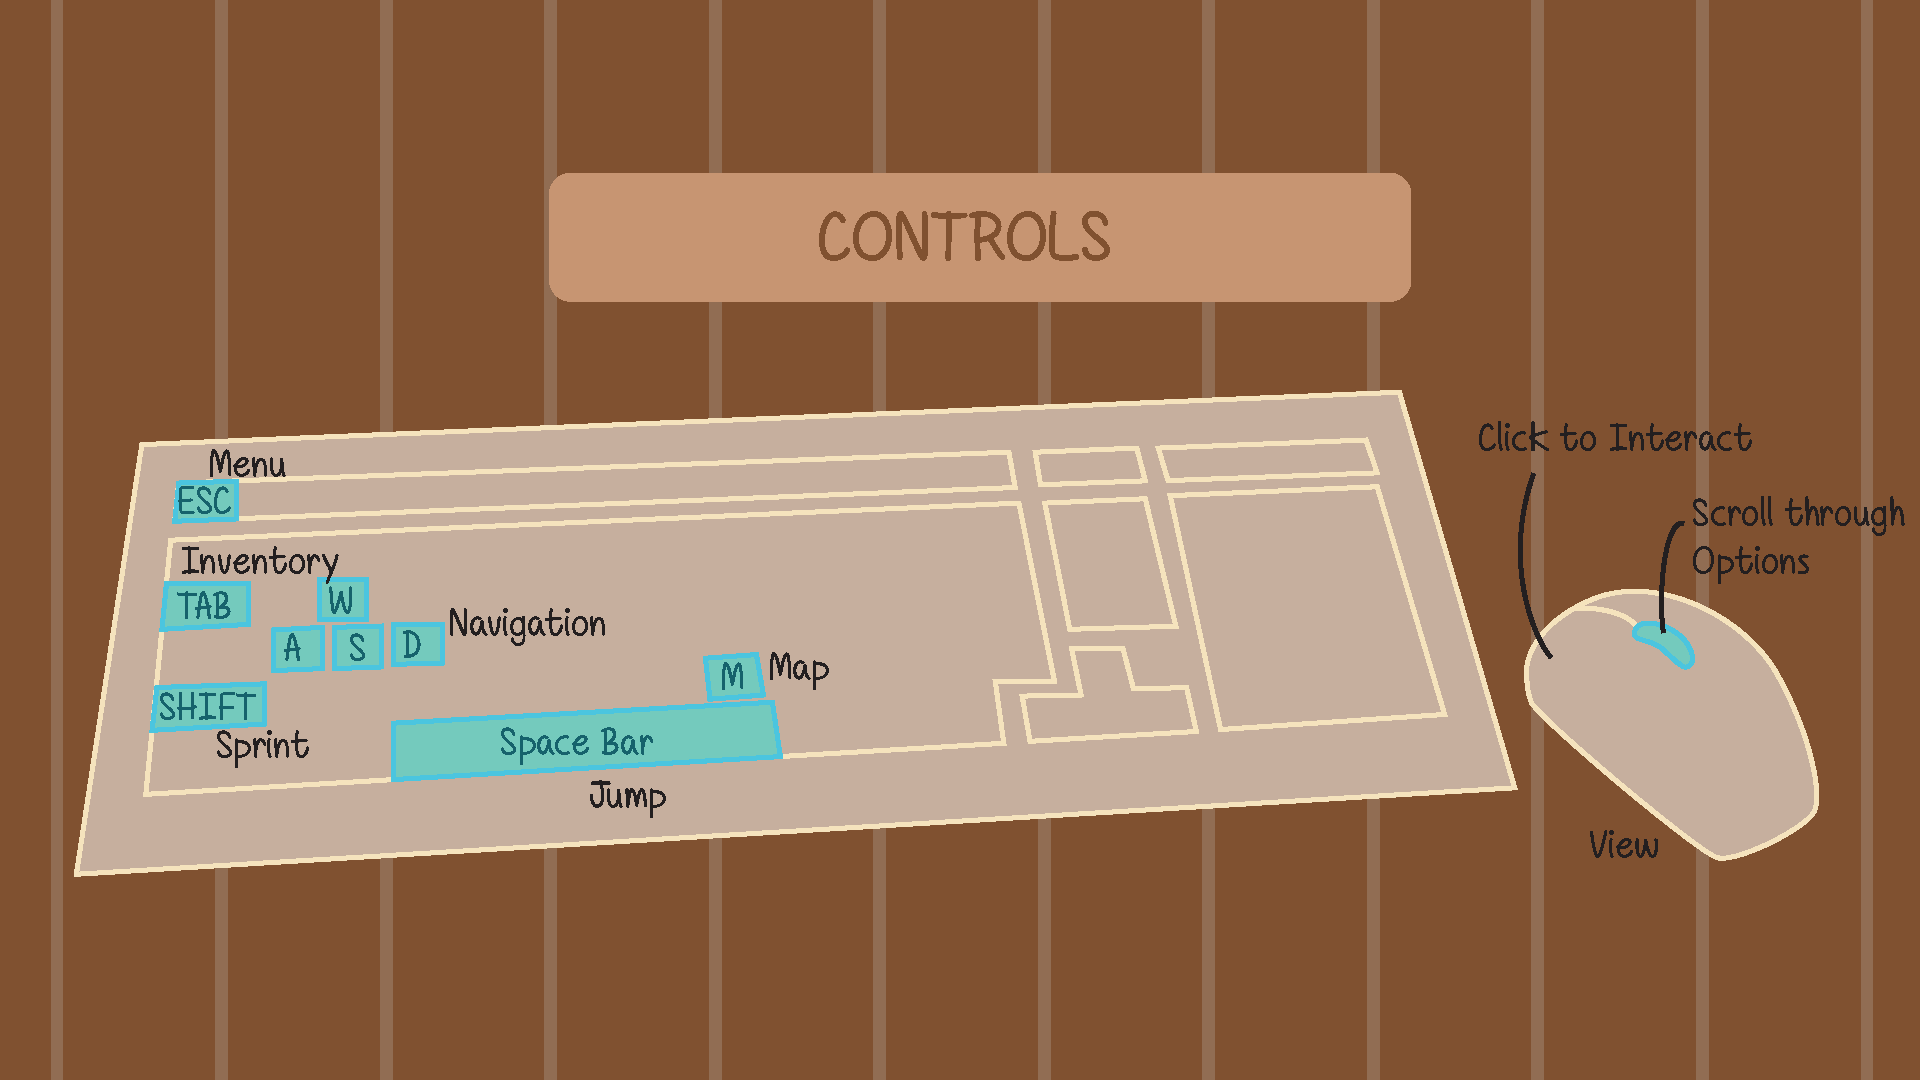 CONTROLS
Menu
ESC
Inventory
TAB
W
A
S
D
Navigation
SHIFT
Sprint
M
Map
Space Bar
Jump
Click to Interact
Scroll through
Options
View